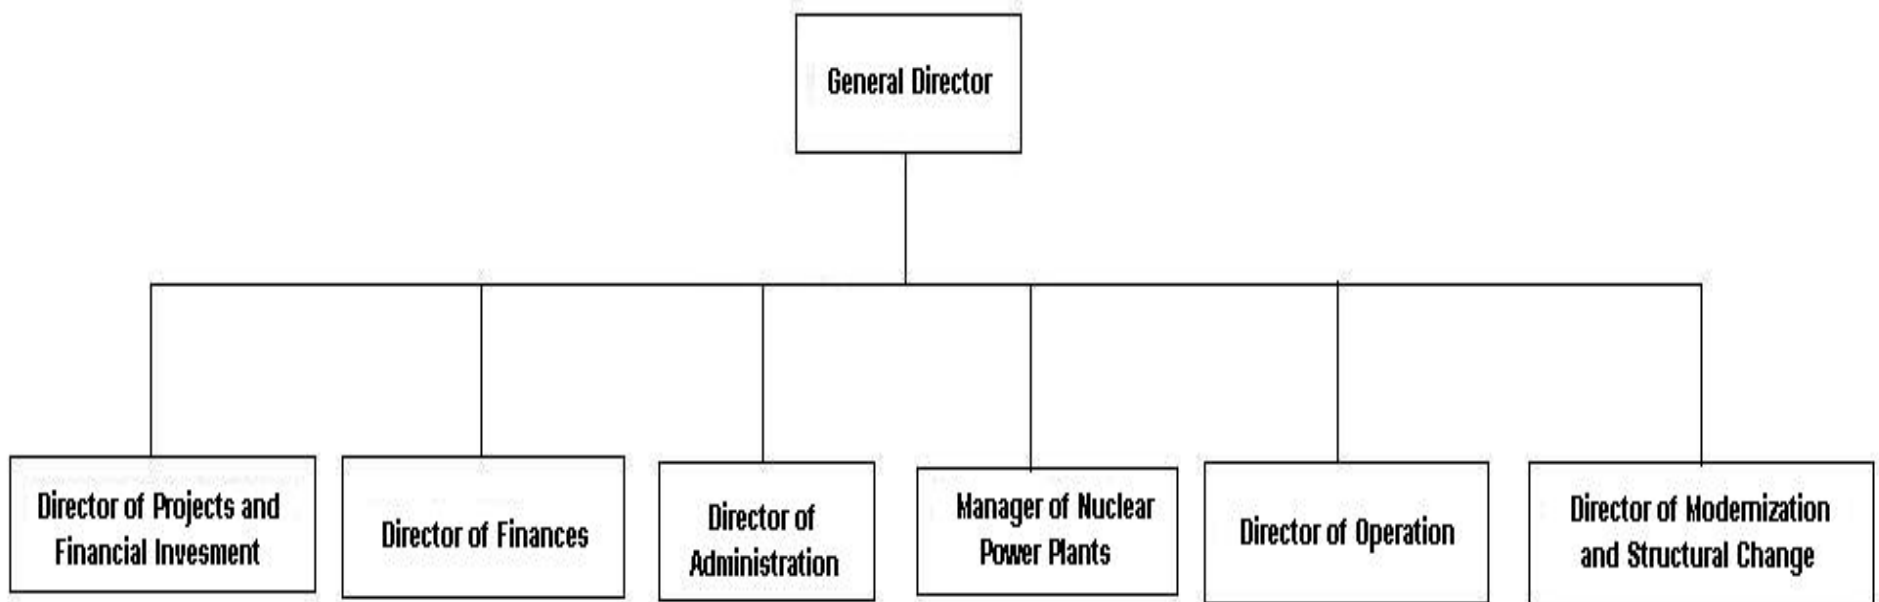 General Director
Director of Projects and
Financial Invesment
Director of Finances
Director of
Administration
Manager of Nuclear
Power Plants
Director of Operation
Director of Modernization
and Structural Change